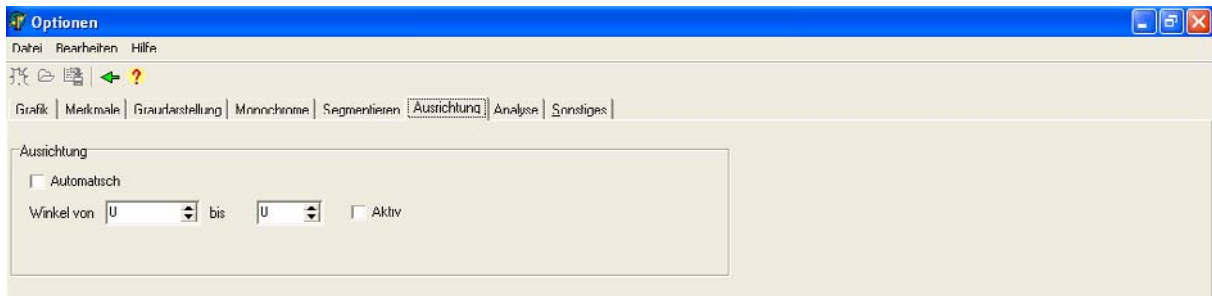 Optionen
Datei Bearbeiten Hilfe
Grafik Merkmale Graudarstellung Monochrome Segmentieren Ausrichtung Analyse Sonstiges
Ausrichtung
Automatisch
Winkel von 0 bis 0 Aktiv